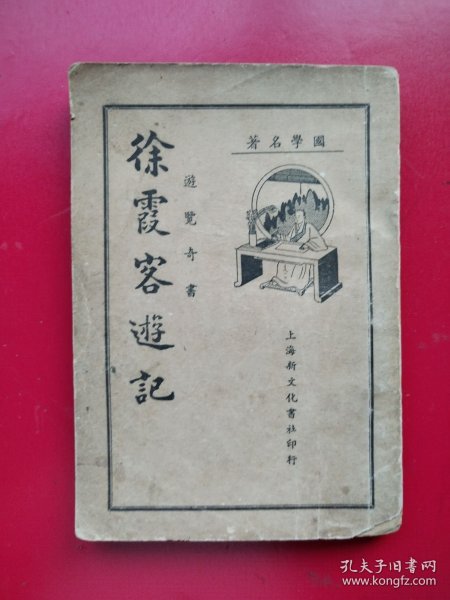 國學名著
遊覽奇書
徐霞客遊記
上海新文化書社印行
孔夫子旧书网
www.kongfz.com